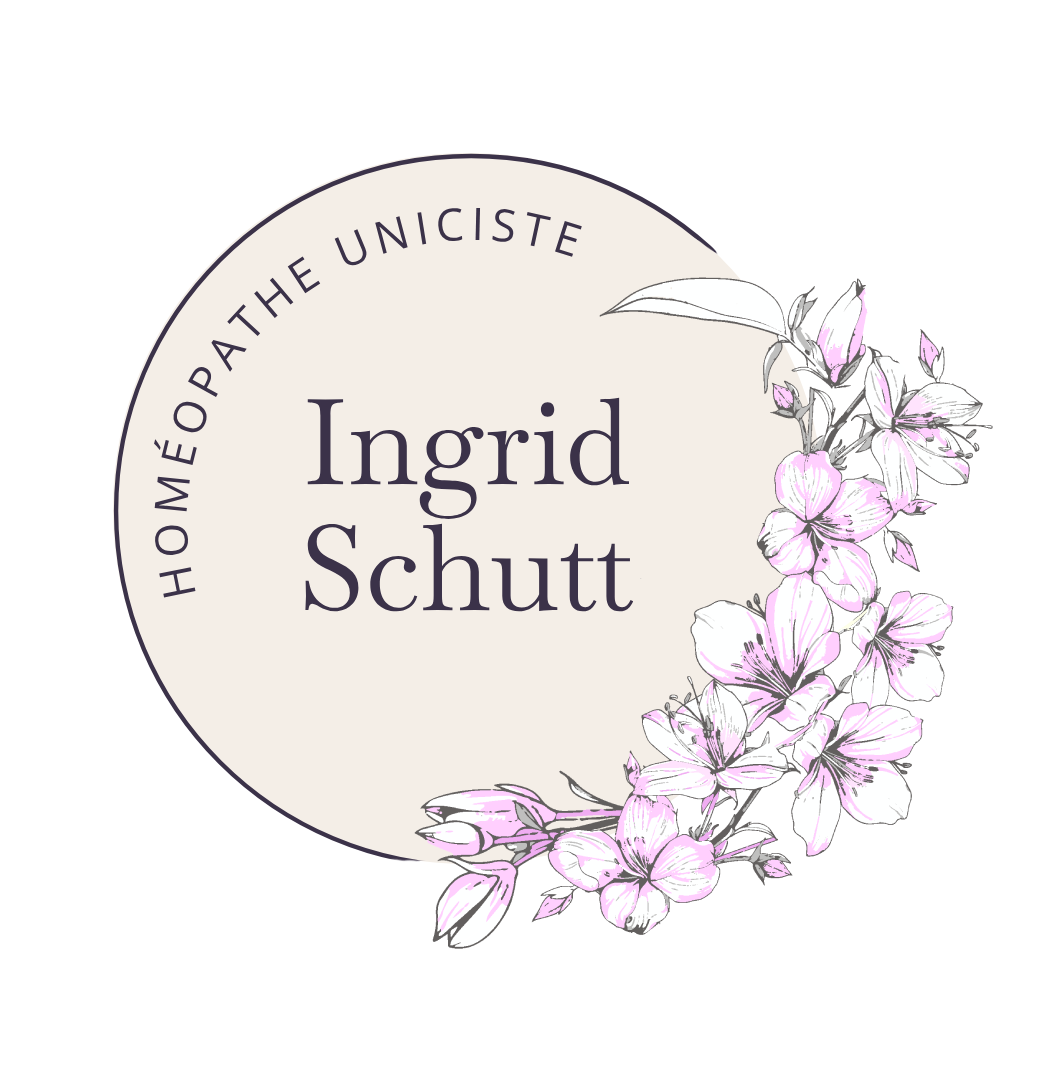 HOMÉOPATHE UNICISTE
Ingrid
Schutt